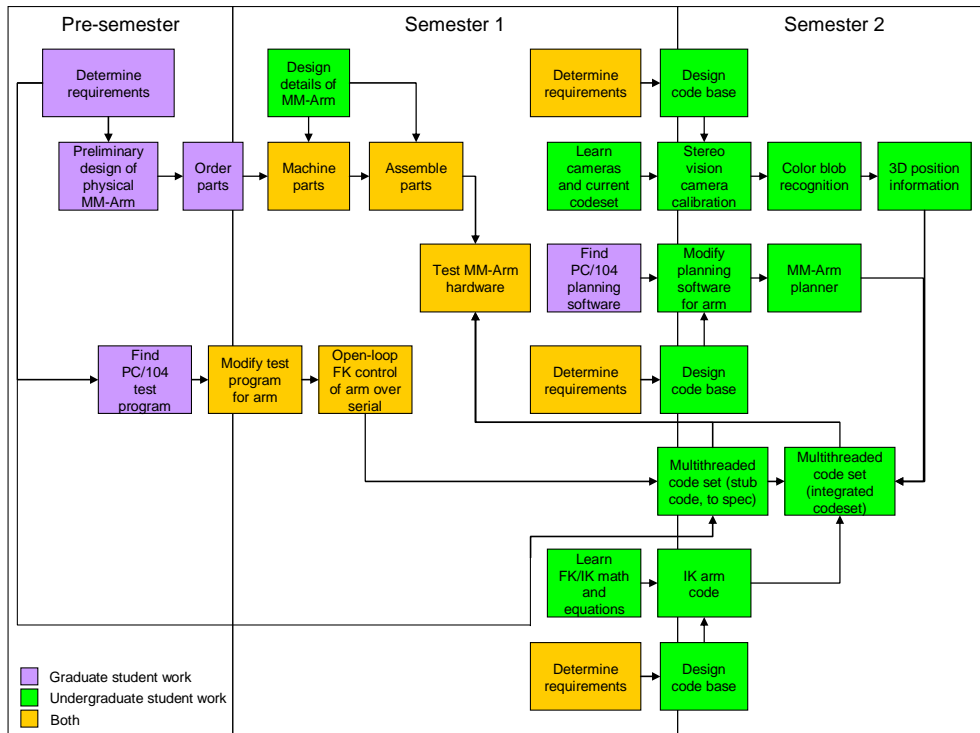 Pre-semester
Semester 1
Semester 2
Determine
requirements
Design
details of
MM-Arm
Determine
requirements
Design
code base
Preliminary
design of
physical
MM-Arm
Order
parts
Machine
parts
Assemble
parts
Learn
cameras
and current
codeset
Stereo
vision
camera
calibration
Color blob
recognition
3D position
information
Test MM-Arm
hardware
Find
PC/104
planning
software
Modify
planning
software
for arm
MM-Arm
planner
Find
PC/104
test
program
Modify test
program
for arm
Open-loop
FK control
of arm over
serial
Determine
requirements
Design
code base
Multithreaded
code set (stub
code, to spec)
Multithreaded
code set
(integrated
codeset)
Learn
FK/IK math
and
equations
IK arm
code
Determine
requirements
Design
code base
Graduate student work
Undergraduate student work
Both